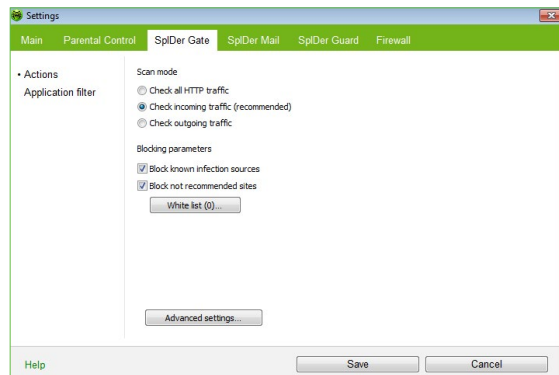 Settings
Main Parental Control SpIDer Gate SpIDer Mail SpIDer Guard Firewall
• Actions
Application filter
Scan mode
Check all HTTP traffic
Check incoming traffic (recommended)
Check outgoing traffic
Blocking parameters
Block known infection sources
Block not recommended sites
White list (0)...
Advanced settings...
Help Save Cancel